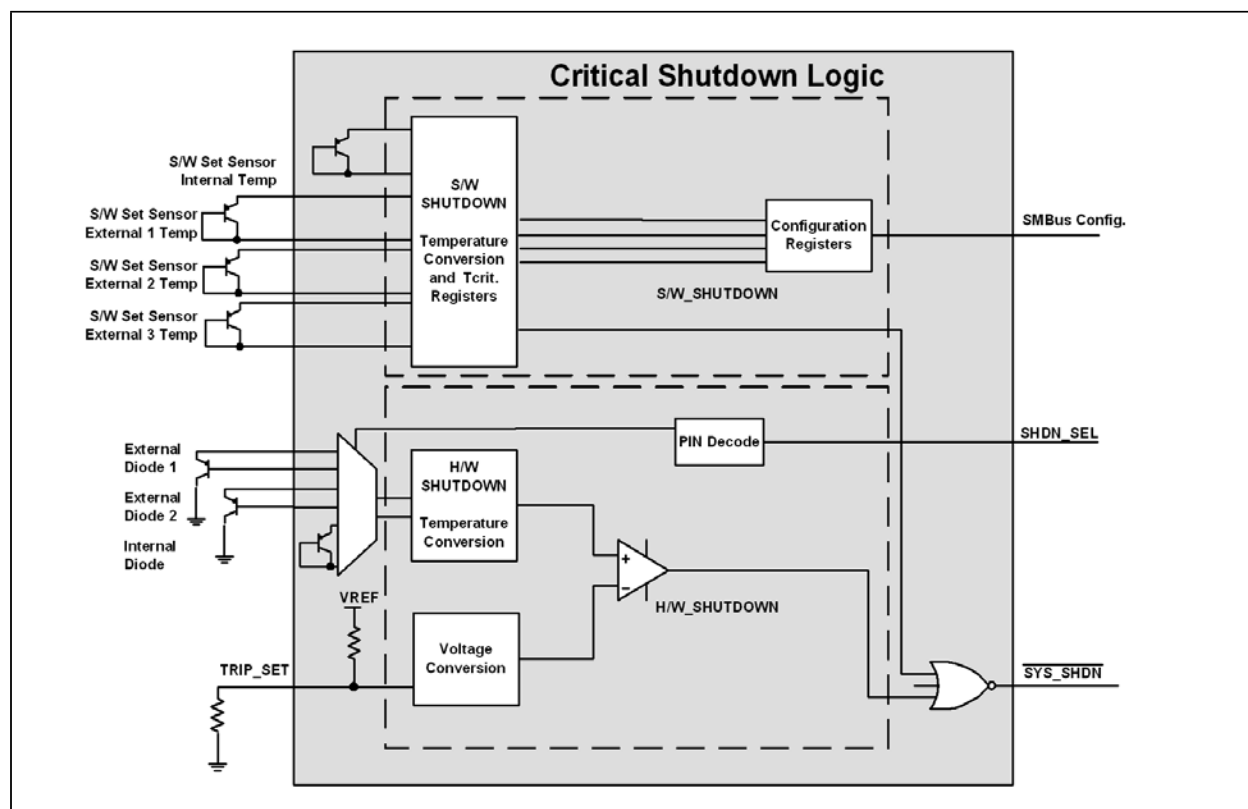 Critical Shutdown Logic
S/W Set Sensor
Internal Temp
S/W Set Sensor
External 1 Temp
S/W Set Sensor
External 2 Temp
S/W Set Sensor
External 3 Temp
S/W
SHUTDOWN
Temperature
Conversion
and Tcrit.
Registers
Configuration
Registers
SMBus Config.
S/W_SHUTDOWN
External
Diode 1
External
Diode 2
Internal
Diode
H/W
SHUTDOWN
Temperature
Conversion
PIN Decode
SHDN_SEL
+
−
H/W_SHUTDOWN
VREF
TRIP_SET
Voltage
Conversion
SYS_SHDN